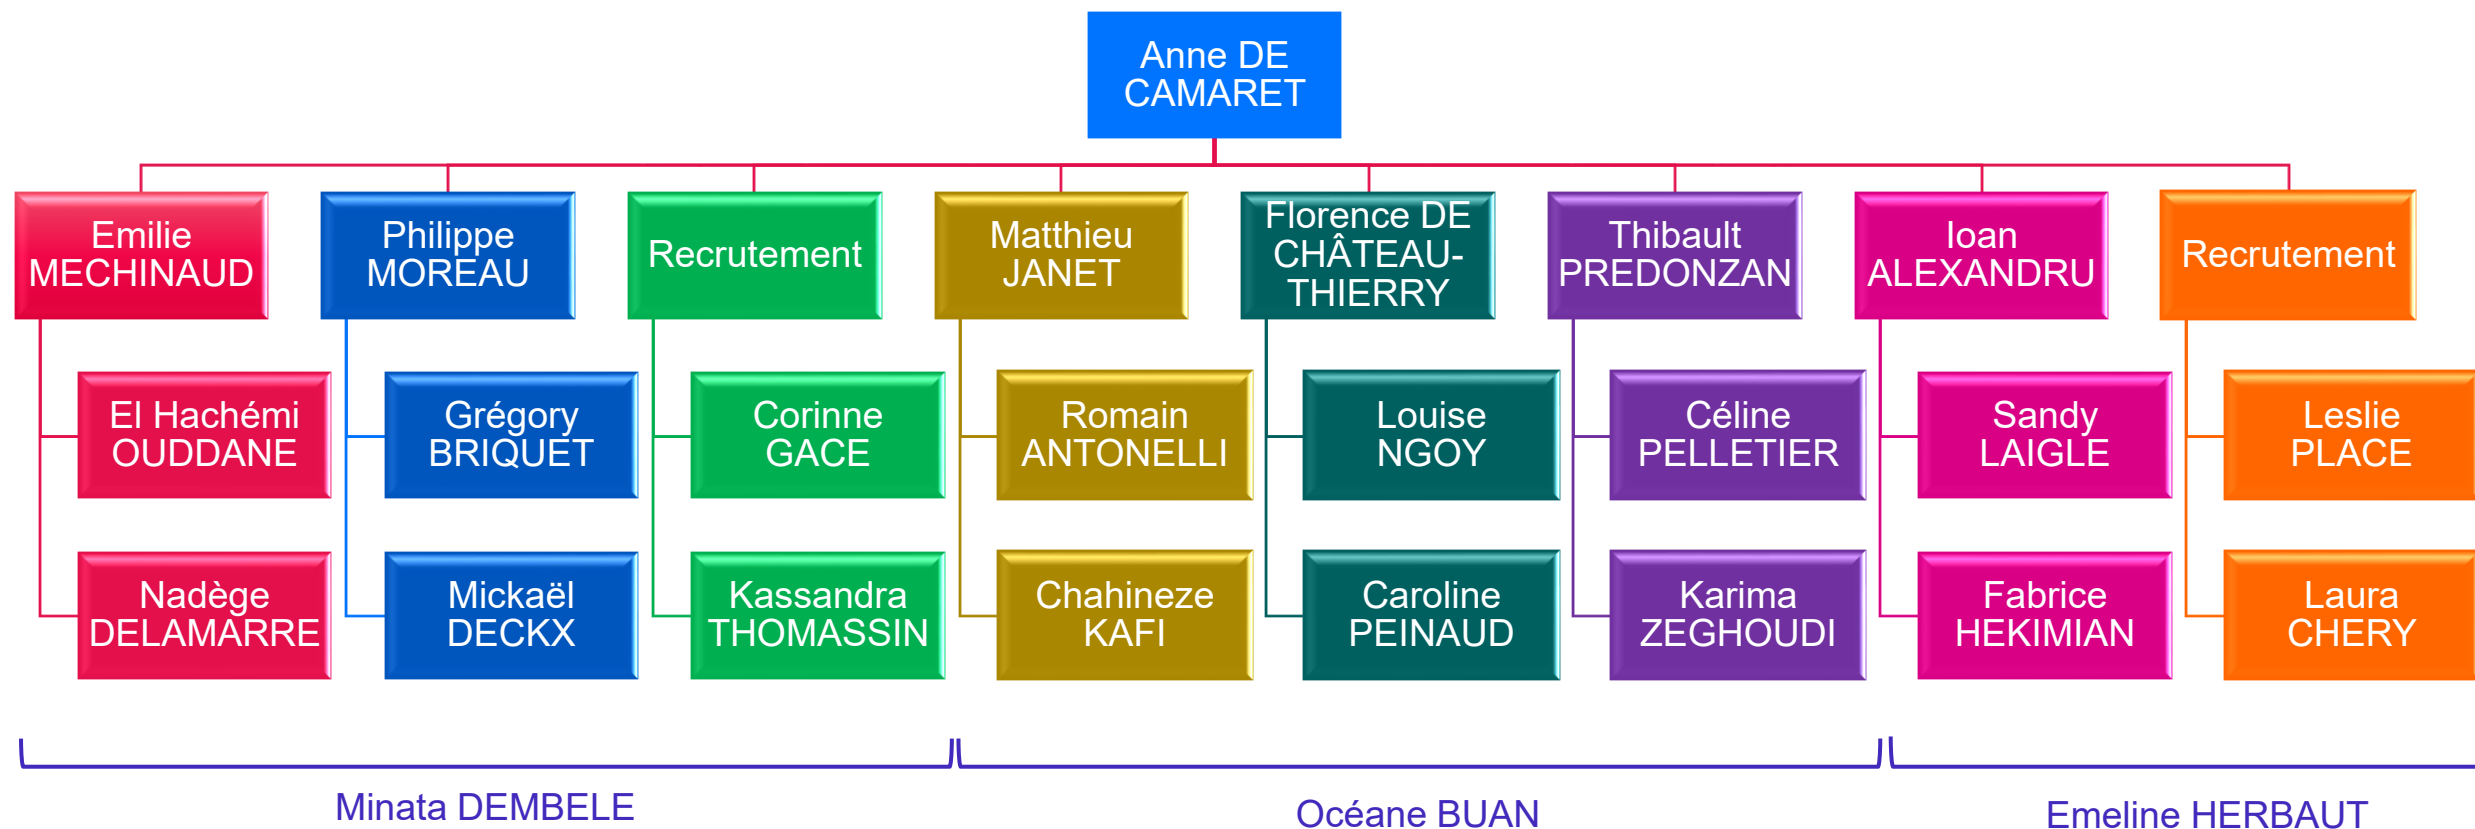 Anne DE
CAMARET
Emilie
MECHINAUD
Philippe
MOREAU
Recrutement
Matthieu
JANET
Florence DE
CHÂTEAU-
THIERRY
Thibault
PREDONZAN
Ioan
ALEXANDRU
Recrutement
El Hachémi
OUDDANE
Grégory
BRIQUET
Corinne
GACE
Romain
ANTONELLI
Louise
NGOY
Céline
PELLETIER
Sandy
LAIGLE
Leslie
PLACE
Nadège
DELAMARRE
Mickaël
DECKX
Kassandra
THOMASSIN
Chahineze
KAFI
Caroline
PEINAUD
Karima
ZEGHOUDI
Fabrice
HEKIMIAN
Laura
CHERY
Minata DEMBELE
Océane BUAN
Emeline HERBAUT